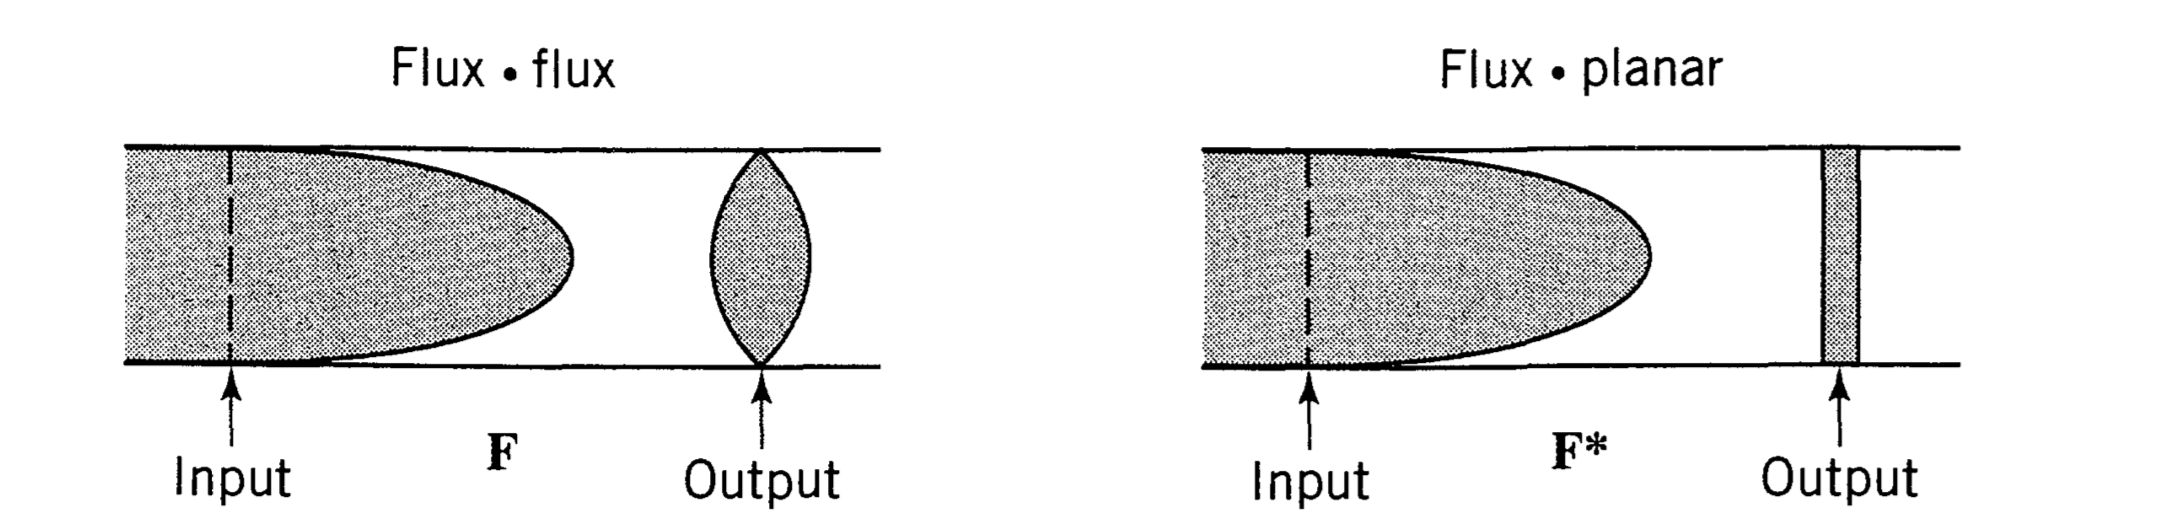 Flux • flux
Input
F
Output
Flux • planar
Input
F*
Output